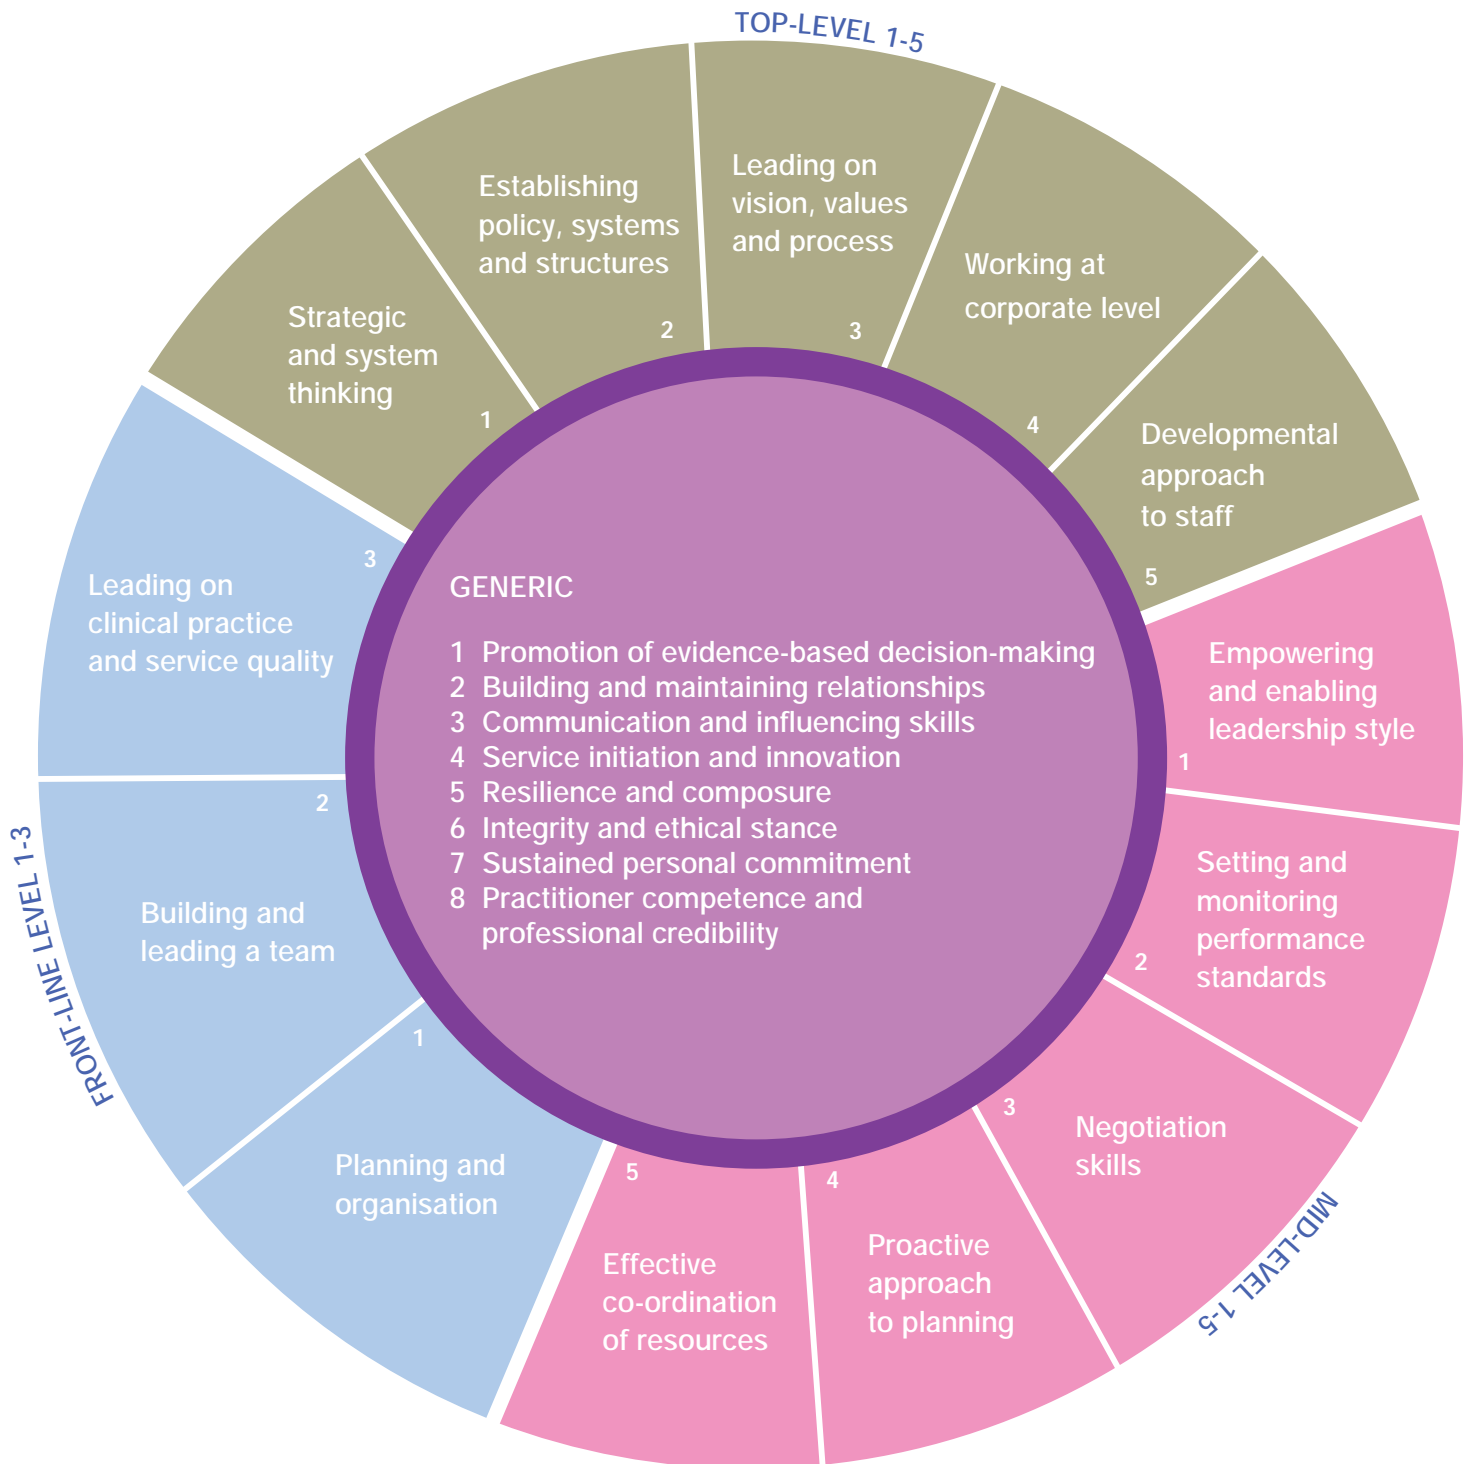 TOP-LEVEL 1-5
Strategic
and system
thinking
1
Establishing
policy, systems
and structures
2
Leading on
vision, values
and process
3
Working at
corporate level
4
Developmental
approach
to staff
5
MID-LEVEL 1-5
Empowering
and enabling
leadership style
1
Setting and
monitoring
performance
standards
2
Negotiation
skills
3
Proactive
approach
to planning
4
Effective
co-ordination
of resources
5
FRONT-LINE LEVEL 1-3
Planning and
organisation
1
Building and
leading a team
2
Leading on
clinical practice
and service quality
3
GENERIC
1 Promotion of evidence-based decision-making
2 Building and maintaining relationships
3 Communication and influencing skills
4 Service initiation and innovation
5 Resilience and composure
6 Integrity and ethical stance
7 Sustained personal commitment
8 Practitioner competence and
professional credibility